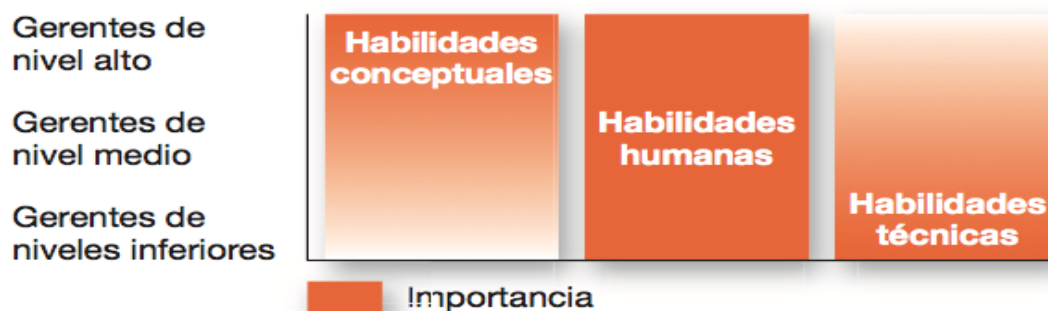 Gerentes de
nivel alto
Gerentes de
nivel medio
Gerentes de
niveles inferiores
Habilidades
conceptuales
Habilidades
humanas
Habilidades
técnicas
Importancia